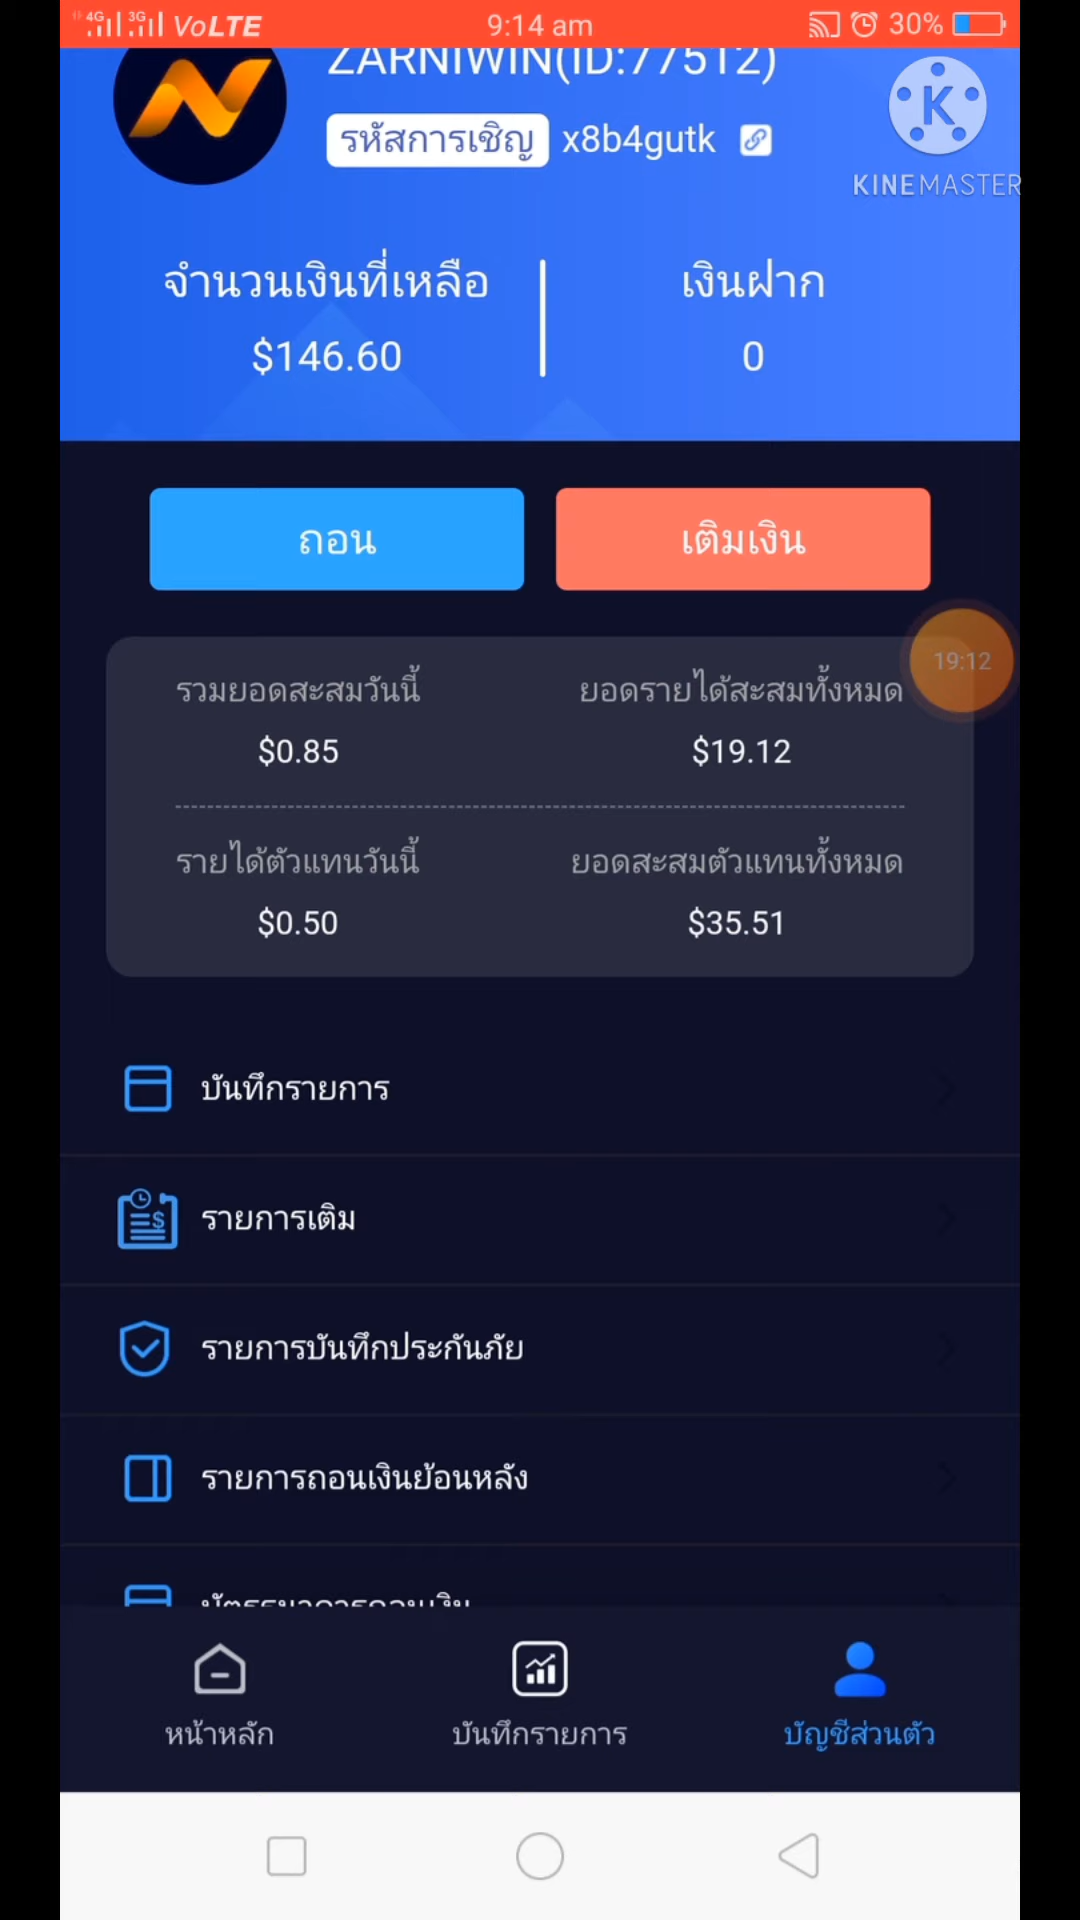 4G 3G VoLTE 9:14 am 30%
ZARNIWIN(ID:77512)
รหัสการเชิญ x8b4gutk
KINEMASTER
จำนวนเงินที่เหลือ เงินฝาก
$146.60 0
ถอน เติมเงิน
19:12
รวมยอดสะสมวันนี้ ยอดรายได้สะสมทั้งหมด
$0.85 $19.12
รายได้ตัวแทนวันนี้ ยอดสะสมตัวแทนทั้งหมด
$0.50 $35.51
บันทึกรายการ
รายการเติม
รายการบันทึกประกันภัย
รายการถอนเงินย้อนหลัง
หน้าหลัก บันทึกรายการ บัญชีส่วนตัว